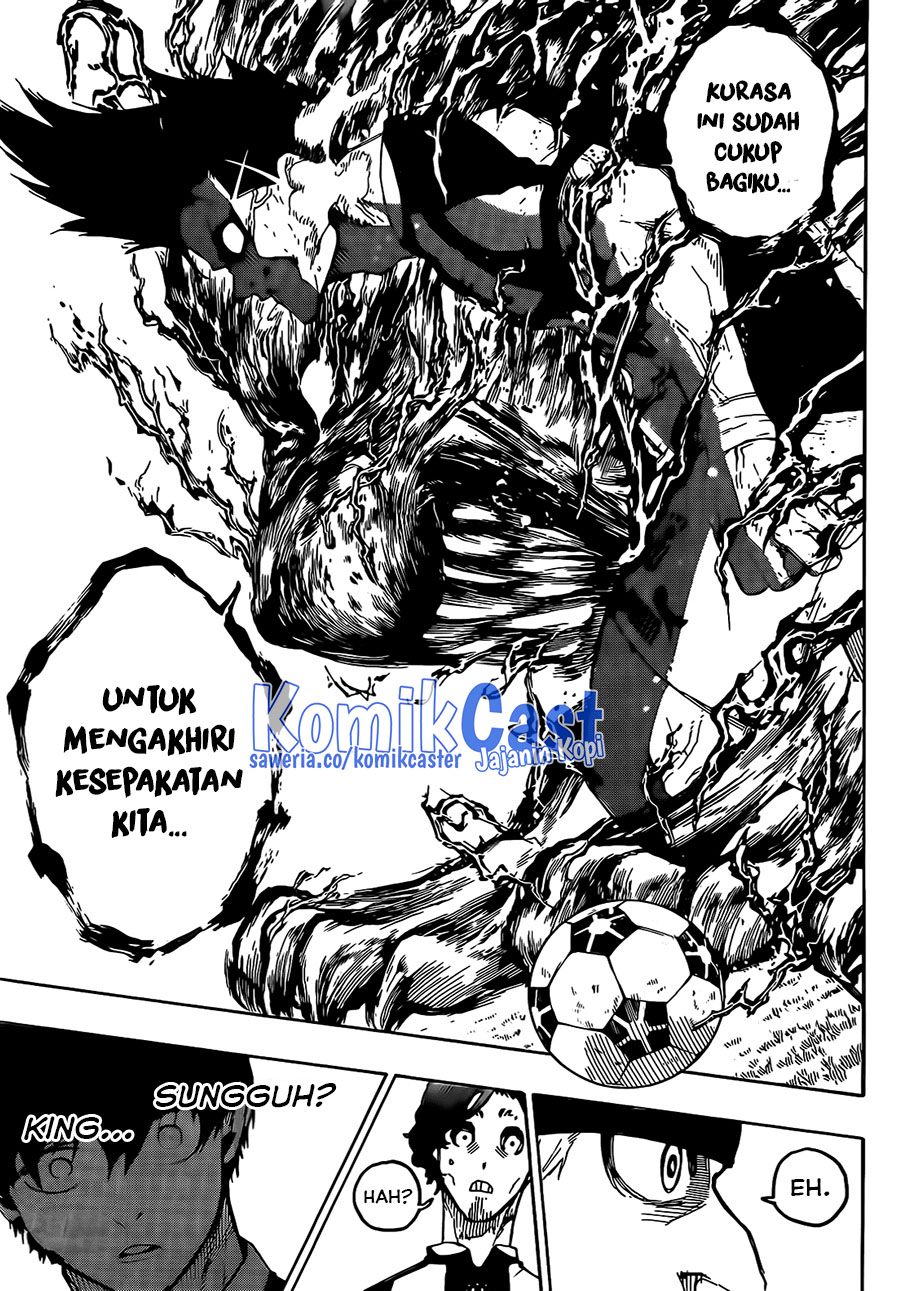 KURASA
INI SUDAH
CUKUP
BAGIKU...
UNTUK
MENGAKHIRI
KESEPAKATAN
KITA...
KomikCast
saweria.co/komikcaster Jajanin Kopi
EH.
HAH?
SUNGGUH?
KING...